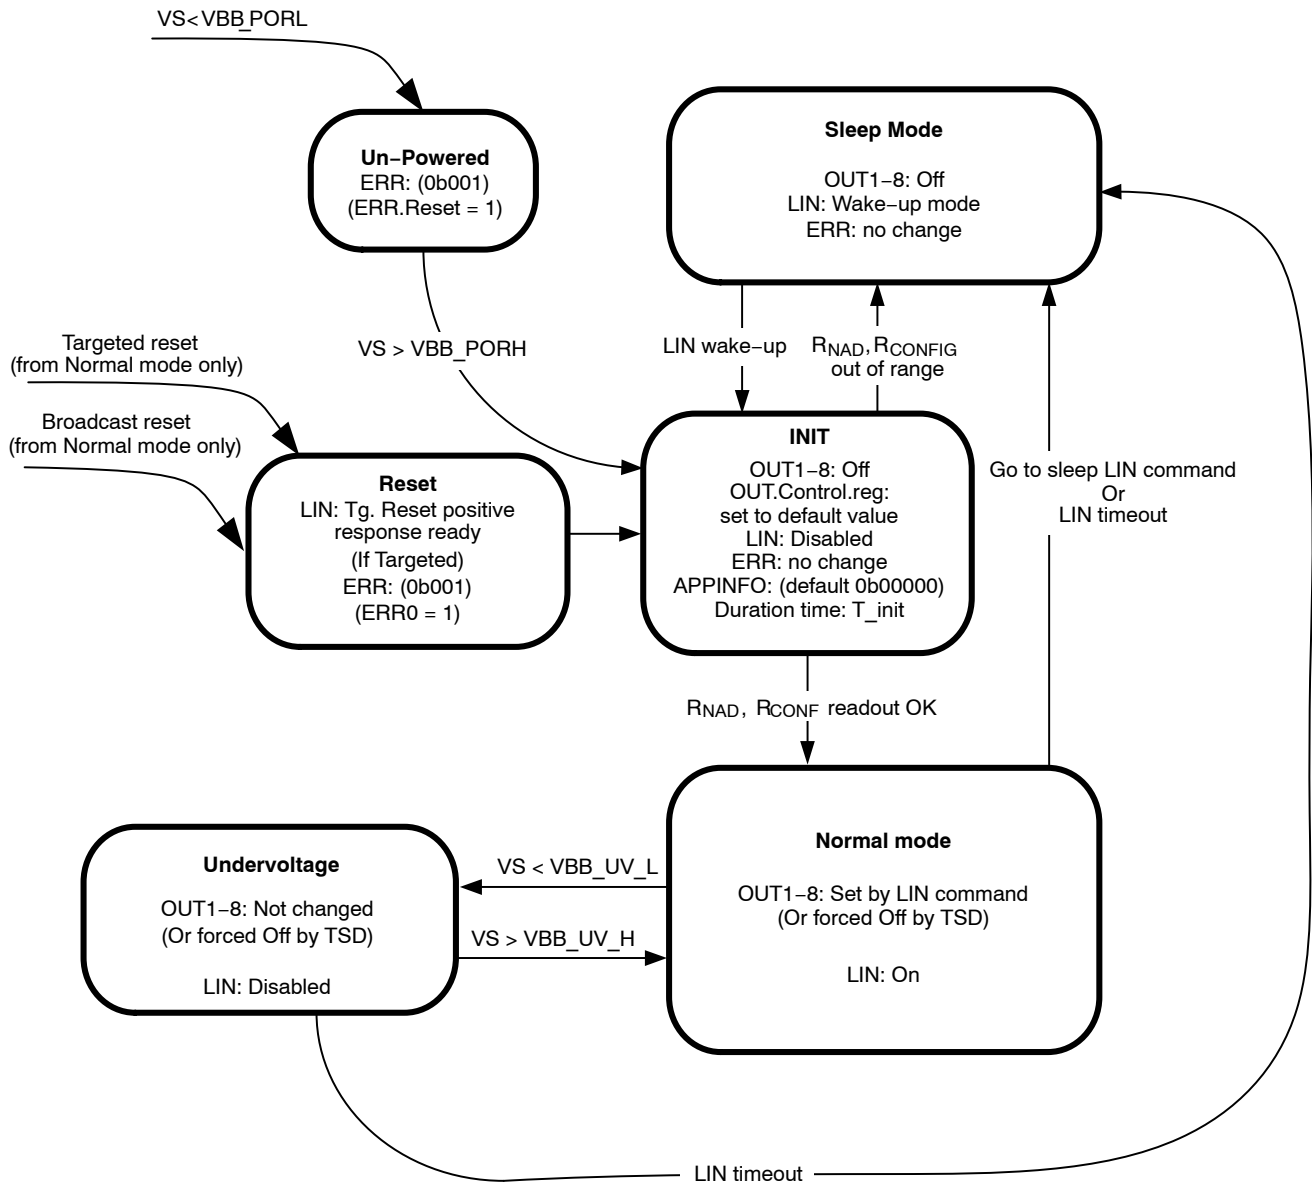 VS<VBB_PORL
Un−Powered
ERR: (0b001)
(ERR.Reset = 1)
Sleep Mode
OUT1−8: Off
LIN: Wake−up mode
ERR: no change
VS > VBB_PORH
LIN wake−up
RNAD, RCONFIG
out of range
Targeted reset
(from Normal mode only)
Broadcast reset
(from Normal mode only)
Reset
LIN: Tg. Reset positive
response ready
(If Targeted)
ERR: (0b001)
(ERR0 = 1)
INIT
OUT1−8: Off
OUT.Control.reg:
set to default value
LIN: Disabled
ERR: no change
APPINFO: (default 0b00000)
Duration time: T_init
Go to sleep LIN command
Or
LIN timeout
RNAD, RCONF readout OK
Undervoltage
OUT1−8: Not changed
(Or forced Off by TSD)
LIN: Disabled
VS < VBB_UV_L
VS > VBB_UV_H
Normal mode
OUT1−8: Set by LIN command
(Or forced Off by TSD)
LIN: On
LIN timeout